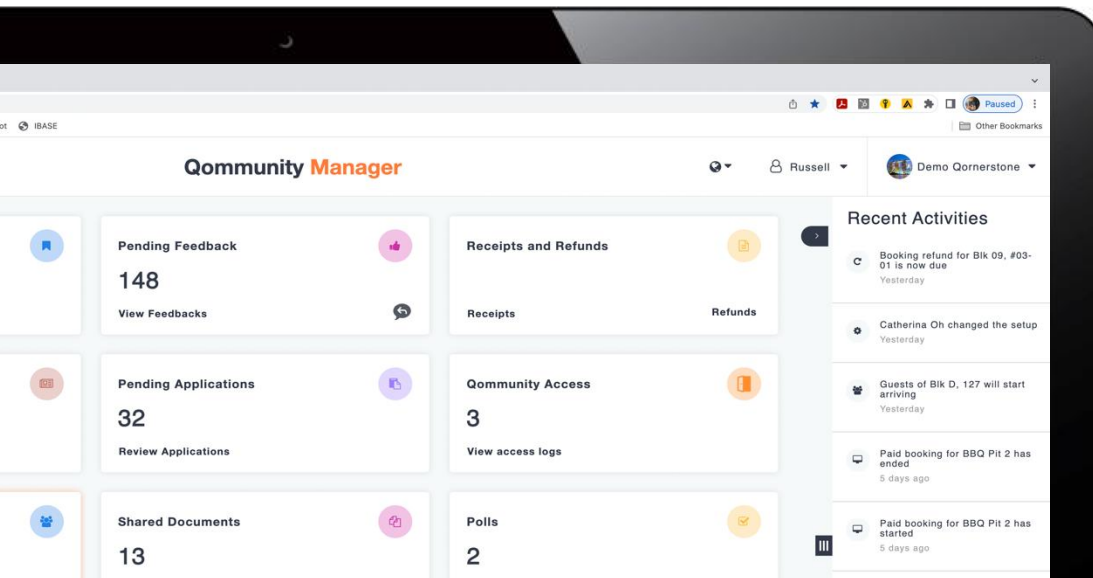 ot IBASE
Paused
Other Bookmarks
Qommunity Manager
Russell
Demo Qornerstone
Pending Feedback
148
View Feedbacks
Receipts and Refunds
Receipts
Refunds
Pending Applications
32
Review Applications
Qommunity Access
3
View access logs
Shared Documents
13
Polls
2
Recent Activities
Booking refund for Blk 09, #03-
01 is now due
Yesterday
Catherina Oh changed the setup
Yesterday
Guests of Blk D, 127 will start
arriving
Yesterday
Paid booking for BBQ Pit 2 has
ended
5 days ago
Paid booking for BBQ Pit 2 has
started
5 days ago